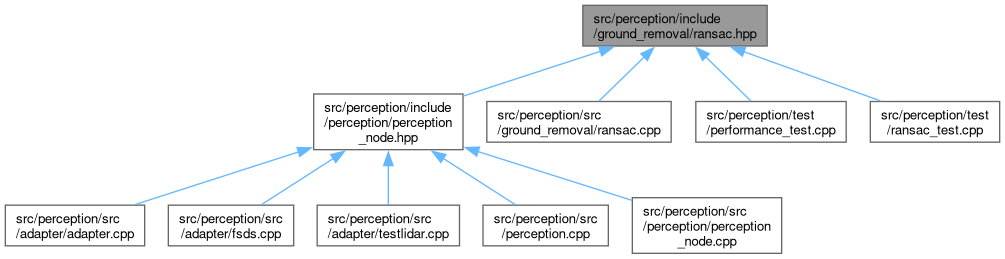 src/perception/include
/ground_removal/ransac.hpp
src/perception/include
/perception/perception
_node.hpp
src/perception/src
/ground_removal/ransac.cpp
src/perception/test
/performance_test.cpp
src/perception/test
/ransac_test.cpp
src/perception/src
/adapter/adapter.cpp
src/perception/src
/adapter/fsds.cpp
src/perception/src
/adapter/testlidar.cpp
src/perception/src
/perception.cpp
src/perception/src
/perception/perception
_node.cpp